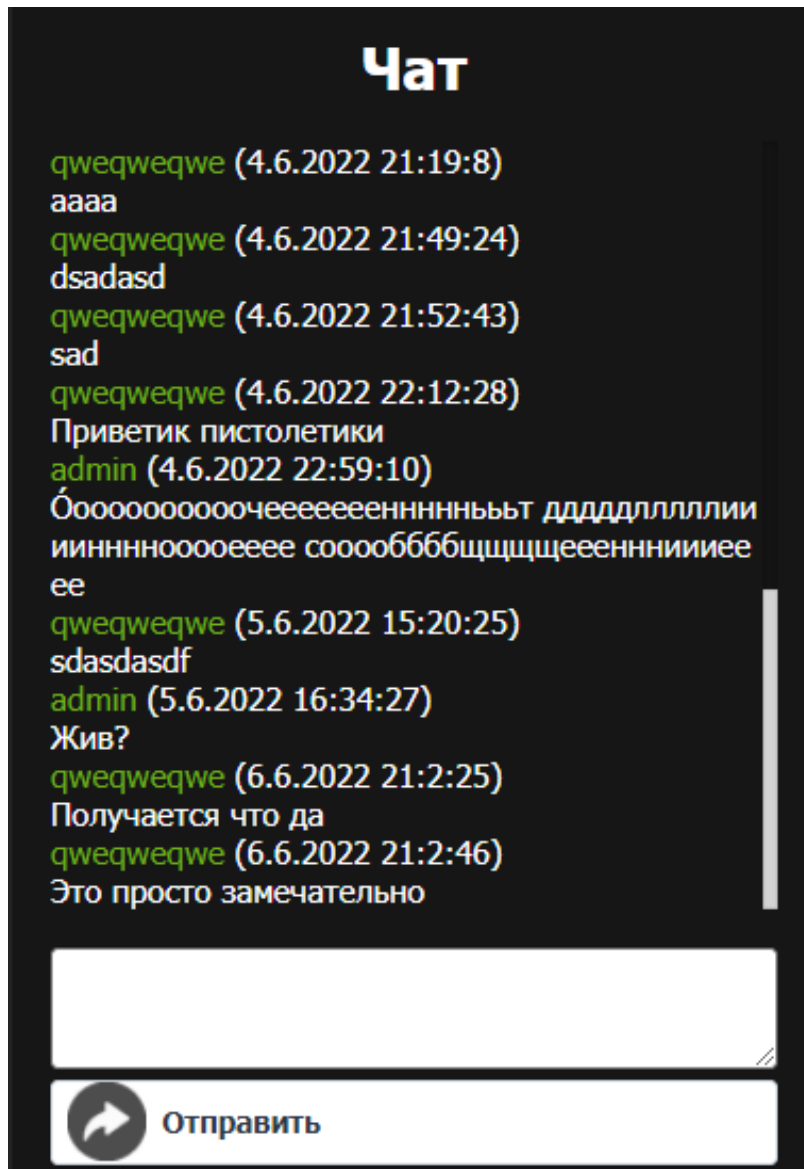 Чат
qweqweqwe (4.6.2022 21:19:8)
aaaa
qweqweqwe (4.6.2022 21:49:24)
dsadasd
qweqweqwe (4.6.2022 21:52:43)
sad
qweqweqwe (4.6.2022 22:12:28)
Приветик пистолетики
admin (4.6.2022 22:59:10)
О́оооооооооочеееееееннннньььт дддддлллллии
ииннннооооееее сооооббббщщщщеееннниииее
ее
qweqweqwe (5.6.2022 15:20:25)
sdasdasdf
admin (5.6.2022 16:34:27)
Жив?
qweqweqwe (6.6.2022 21:2:25)
Получается что да
qweqweqwe (6.6.2022 21:2:46)
Это просто замечательно
Отправить